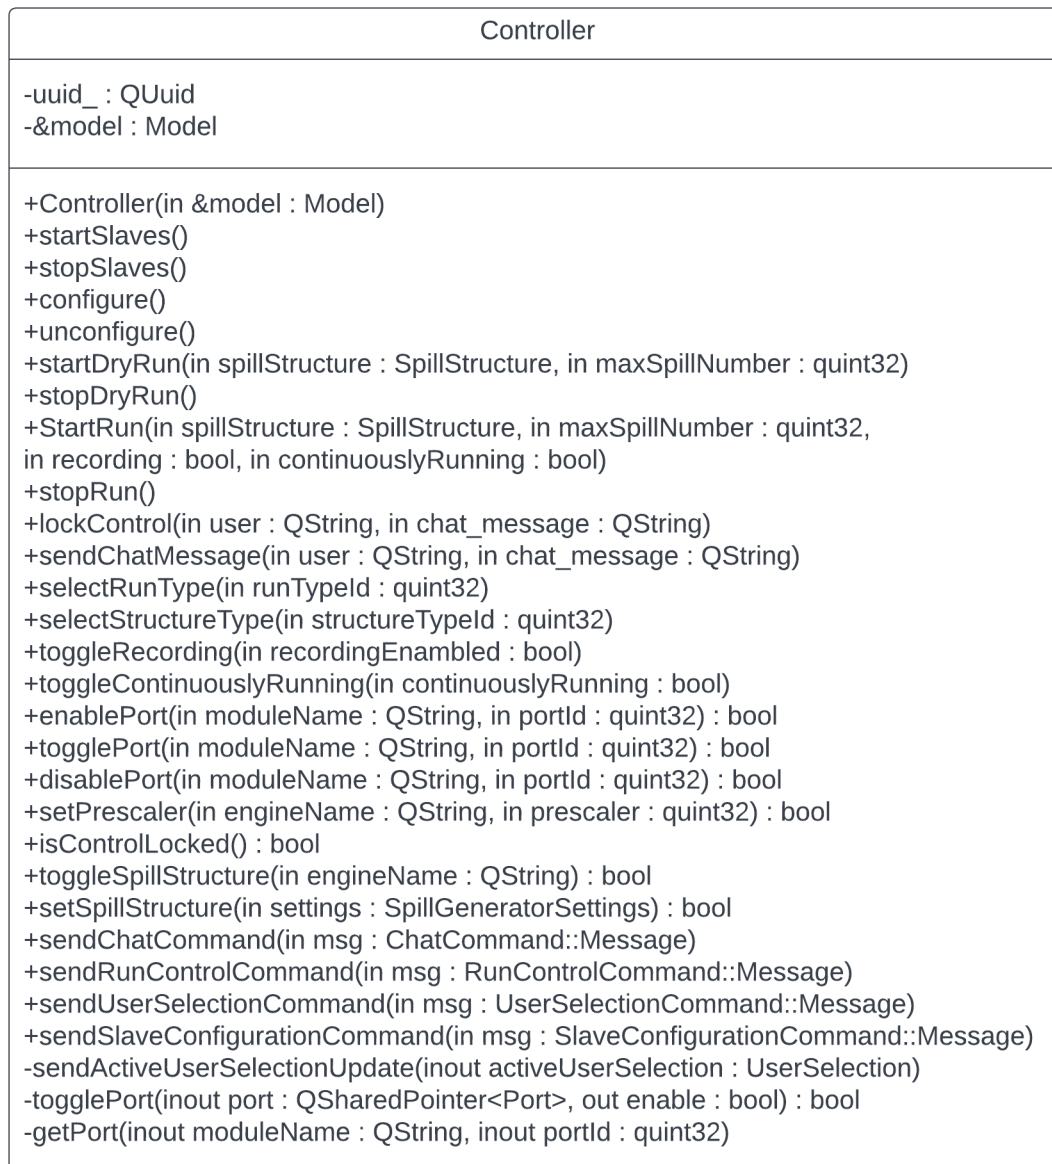 Controller
-uuid_ : QUuid
-&model : Model
+Controller(in &model : Model)
+startSlaves()
+stopSlaves()
+configure()
+unconfigure()
+startDryRun(in spillStructure : SpillStructure, in maxSpillNumber : quint32)
+stopDryRun()
+StartRun(in spillStructure : SpillStructure, in maxSpillNumber : quint32,
in recording : bool, in continuouslyRunning : bool)
+stopRun()
+lockControl(in user : QString, in chat_message : QString)
+sendChatMessage(in user : QString, in chat_message : QString)
+selectRunType(in runTypeId : quint32)
+selectStructureType(in structureTypeId : quint32)
+toggleRecording(in recordingEnambled : bool)
+toggleContinuouslyRunning(in continuouslyRunning : bool)
+enablePort(in moduleName : QString, in portId : quint32) : bool
+togglePort(in moduleName : QString, in portId : quint32) : bool
+disablePort(in moduleName : QString, in portId : quint32) : bool
+setPrescaler(in engineName : QString, in prescaler : quint32) : bool
+isControlLocked() : bool
+toggleSpillStructure(in engineName : QString) : bool
+setSpillStructure(in settings : SpillGeneratorSettings) : bool
+sendChatCommand(in msg : ChatCommand::Message)
+sendRunControlCommand(in msg : RunControlCommand::Message)
+sendUserSelectionCommand(in msg : UserSelectionCommand::Message)
+sendSlaveConfigurationCommand(in msg : SlaveConfigurationCommand::Message)
-sendActiveUserSelectionUpdate(inout activeUserSelection : UserSelection)
-togglePort(inout port : QSharedPointer<Port>, out enable : bool) : bool
-getPort(inout moduleName : QString, inout portId : quint32)